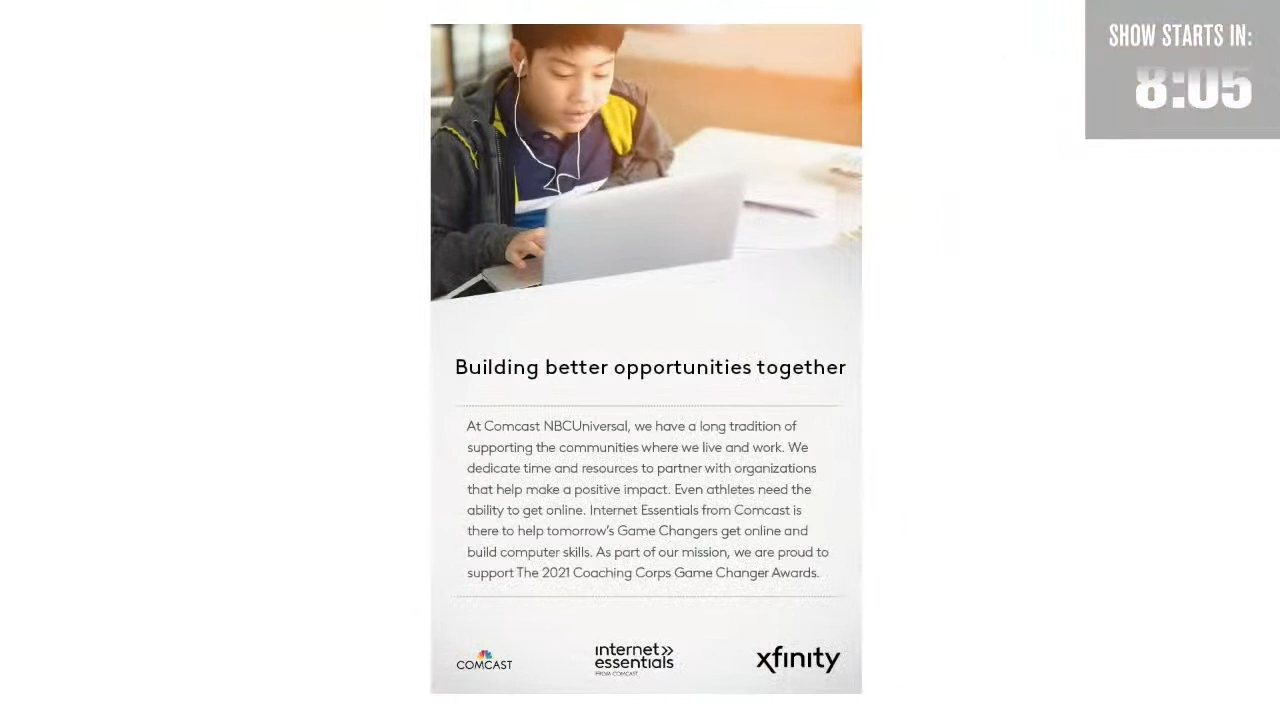 SHOW STARTS IN:
8:05
Building better opportunities together
At Comcast NBCUniversal, we have a long tradition of
supporting the communities where we live and work. We
dedicate time and resources to partner with organizations
that help make a positive impact. Even athletes need the
ability to get online. Internet Essentials from Comcast is
there to help tomorrow's Game Changers get online and
build computer skills. As part of our mission, we are proud to
support The 2021 Coaching Corps Game Changer Awards.
COMCAST
internet
essentials
FROM COMCAST
xfinity